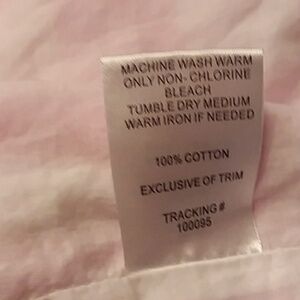 MACHINE WASH WARM
ONLY NON- CHLORINE
BLEACH
TUMBLE DRY MEDIUM
WARM IRON IF NEEDED
100% COTTON
EXCLUSIVE OF TRIM
TRACKING #
100095